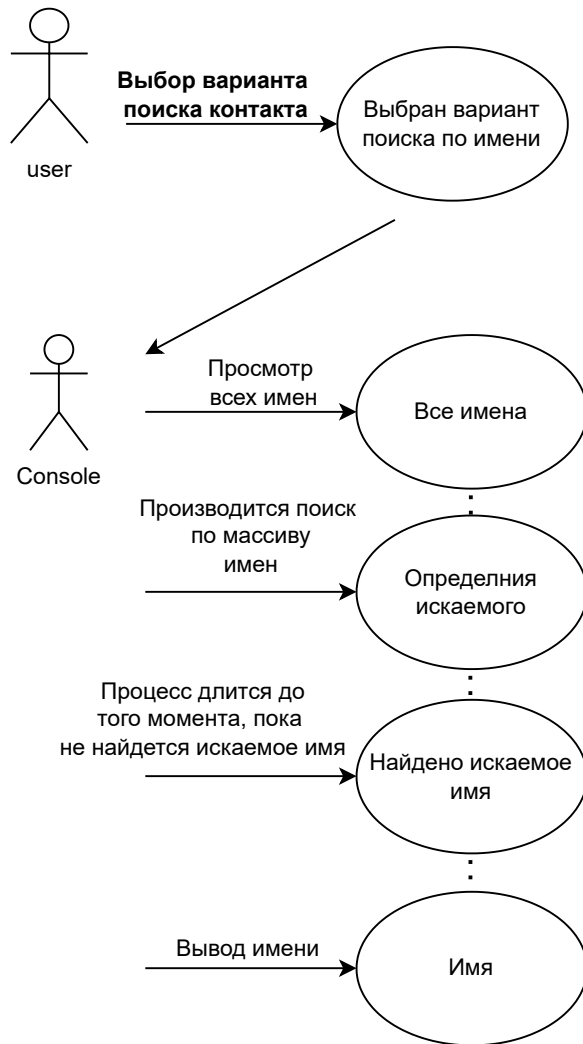 Выбор варианта
поиска контакта
Выбран вариант
поиска по имени
user
Просмотр
всех имен
Все имена
Console
Производится поиск
по массиву
имен
Определния
искаемого
Процесс длится до
того момента, пока
не найдется искаемое имя
Найдено искаемое
имя
Вывод имени
Имя